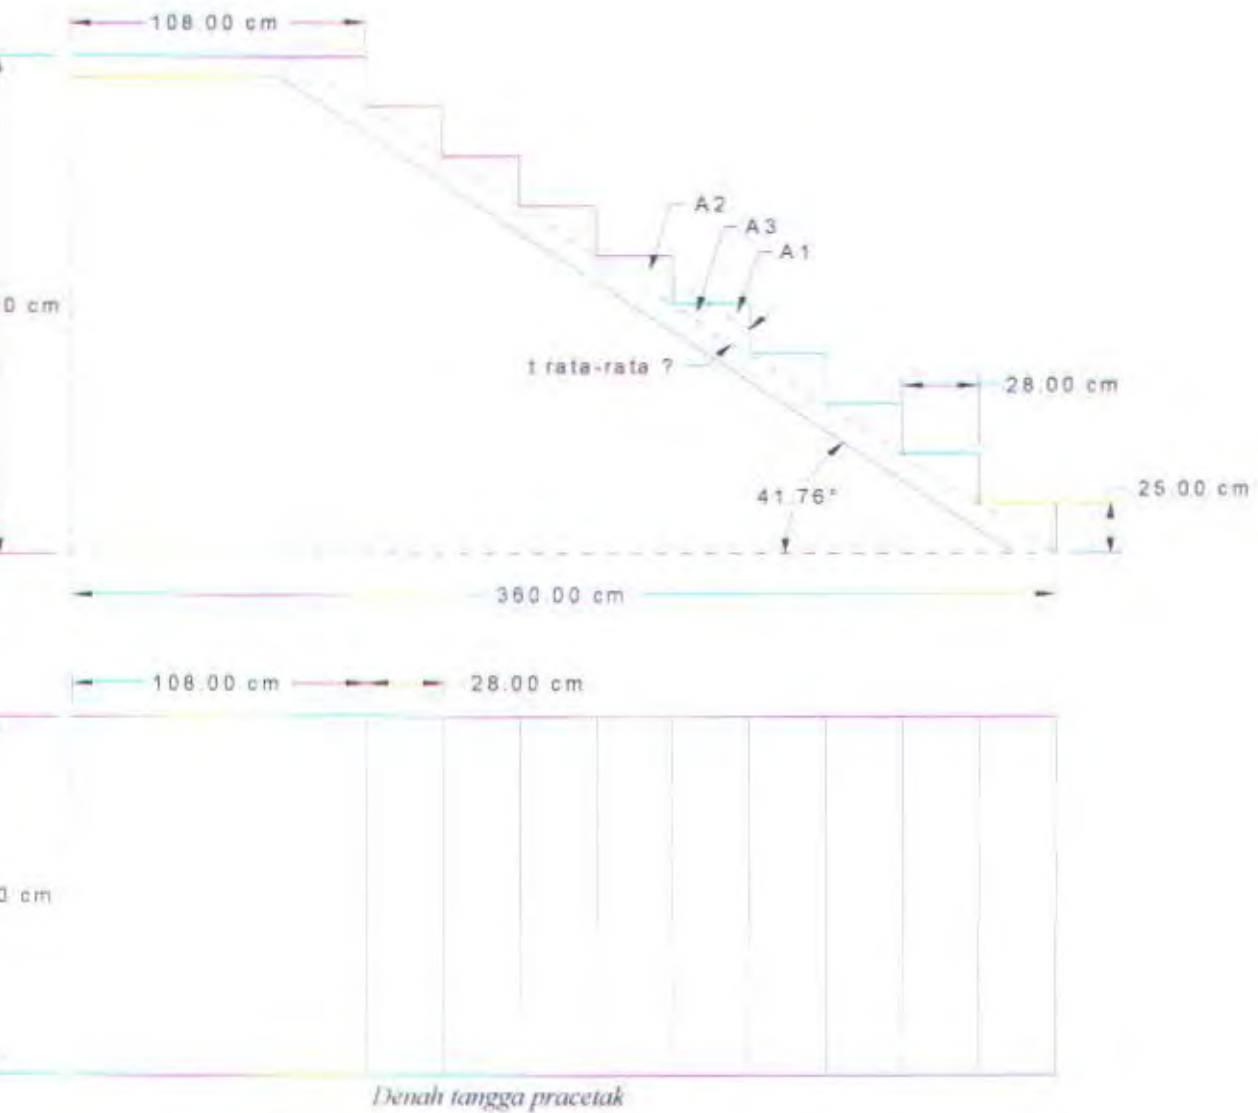 108.00 cm
A2
A3
A1
0 cm
t rata-rata ?
28.00 cm
41.76°
25.00 cm
360.00 cm
108.00 cm
28.00 cm
0 cm
Denah tangga pracetak